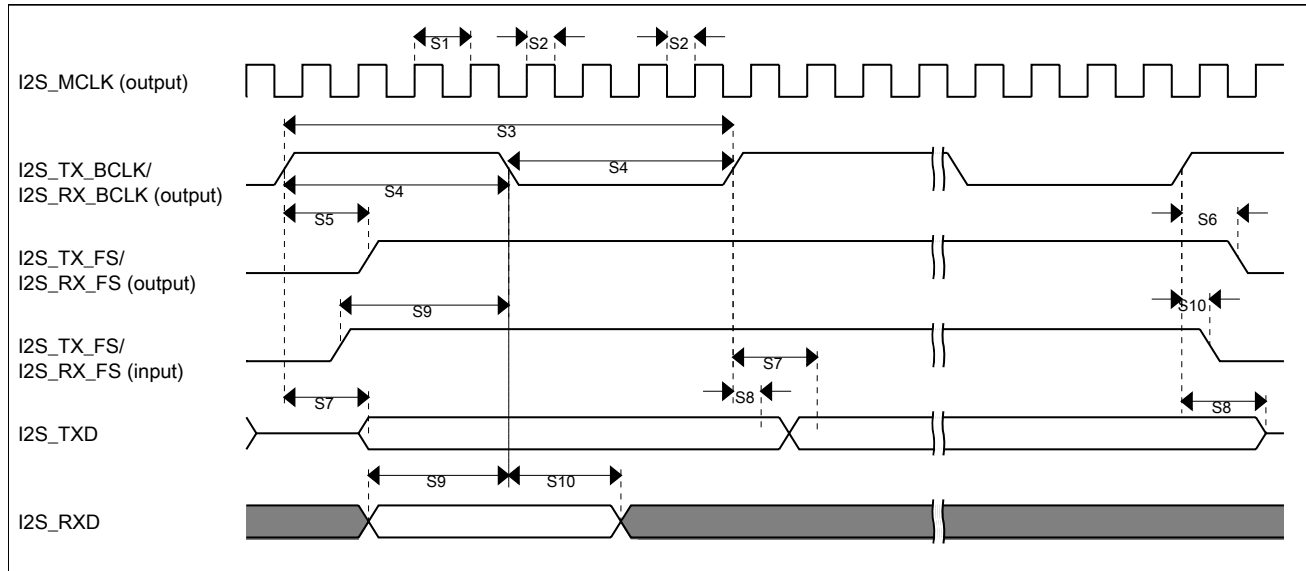 S1
S2
S2
I2S_MCLK (output)
S3
I2S_TX_BCLK/
I2S_RX_BCLK (output)
S4
S4
S5
S6
I2S_TX_FS/
I2S_RX_FS (output)
S9
S10
I2S_TX_FS/
I2S_RX_FS (input)
S7
S7
S8
S8
I2S_TXD
S9
S10
I2S_RXD